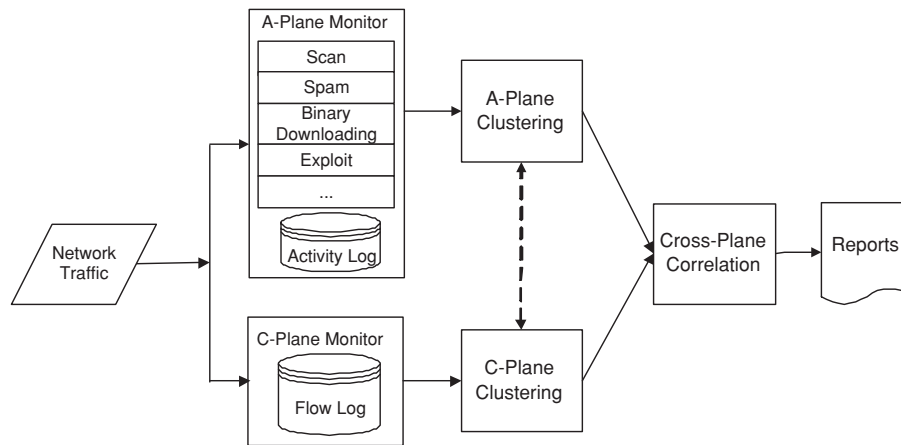 A-Plane Monitor
Scan
Spam
Binary
Downloading
Exploit
...
Activity Log
A-Plane
Clustering
Network
Traffic
Cross-Plane
Correlation
Reports
C-Plane Monitor
Flow Log
C-Plane
Clustering